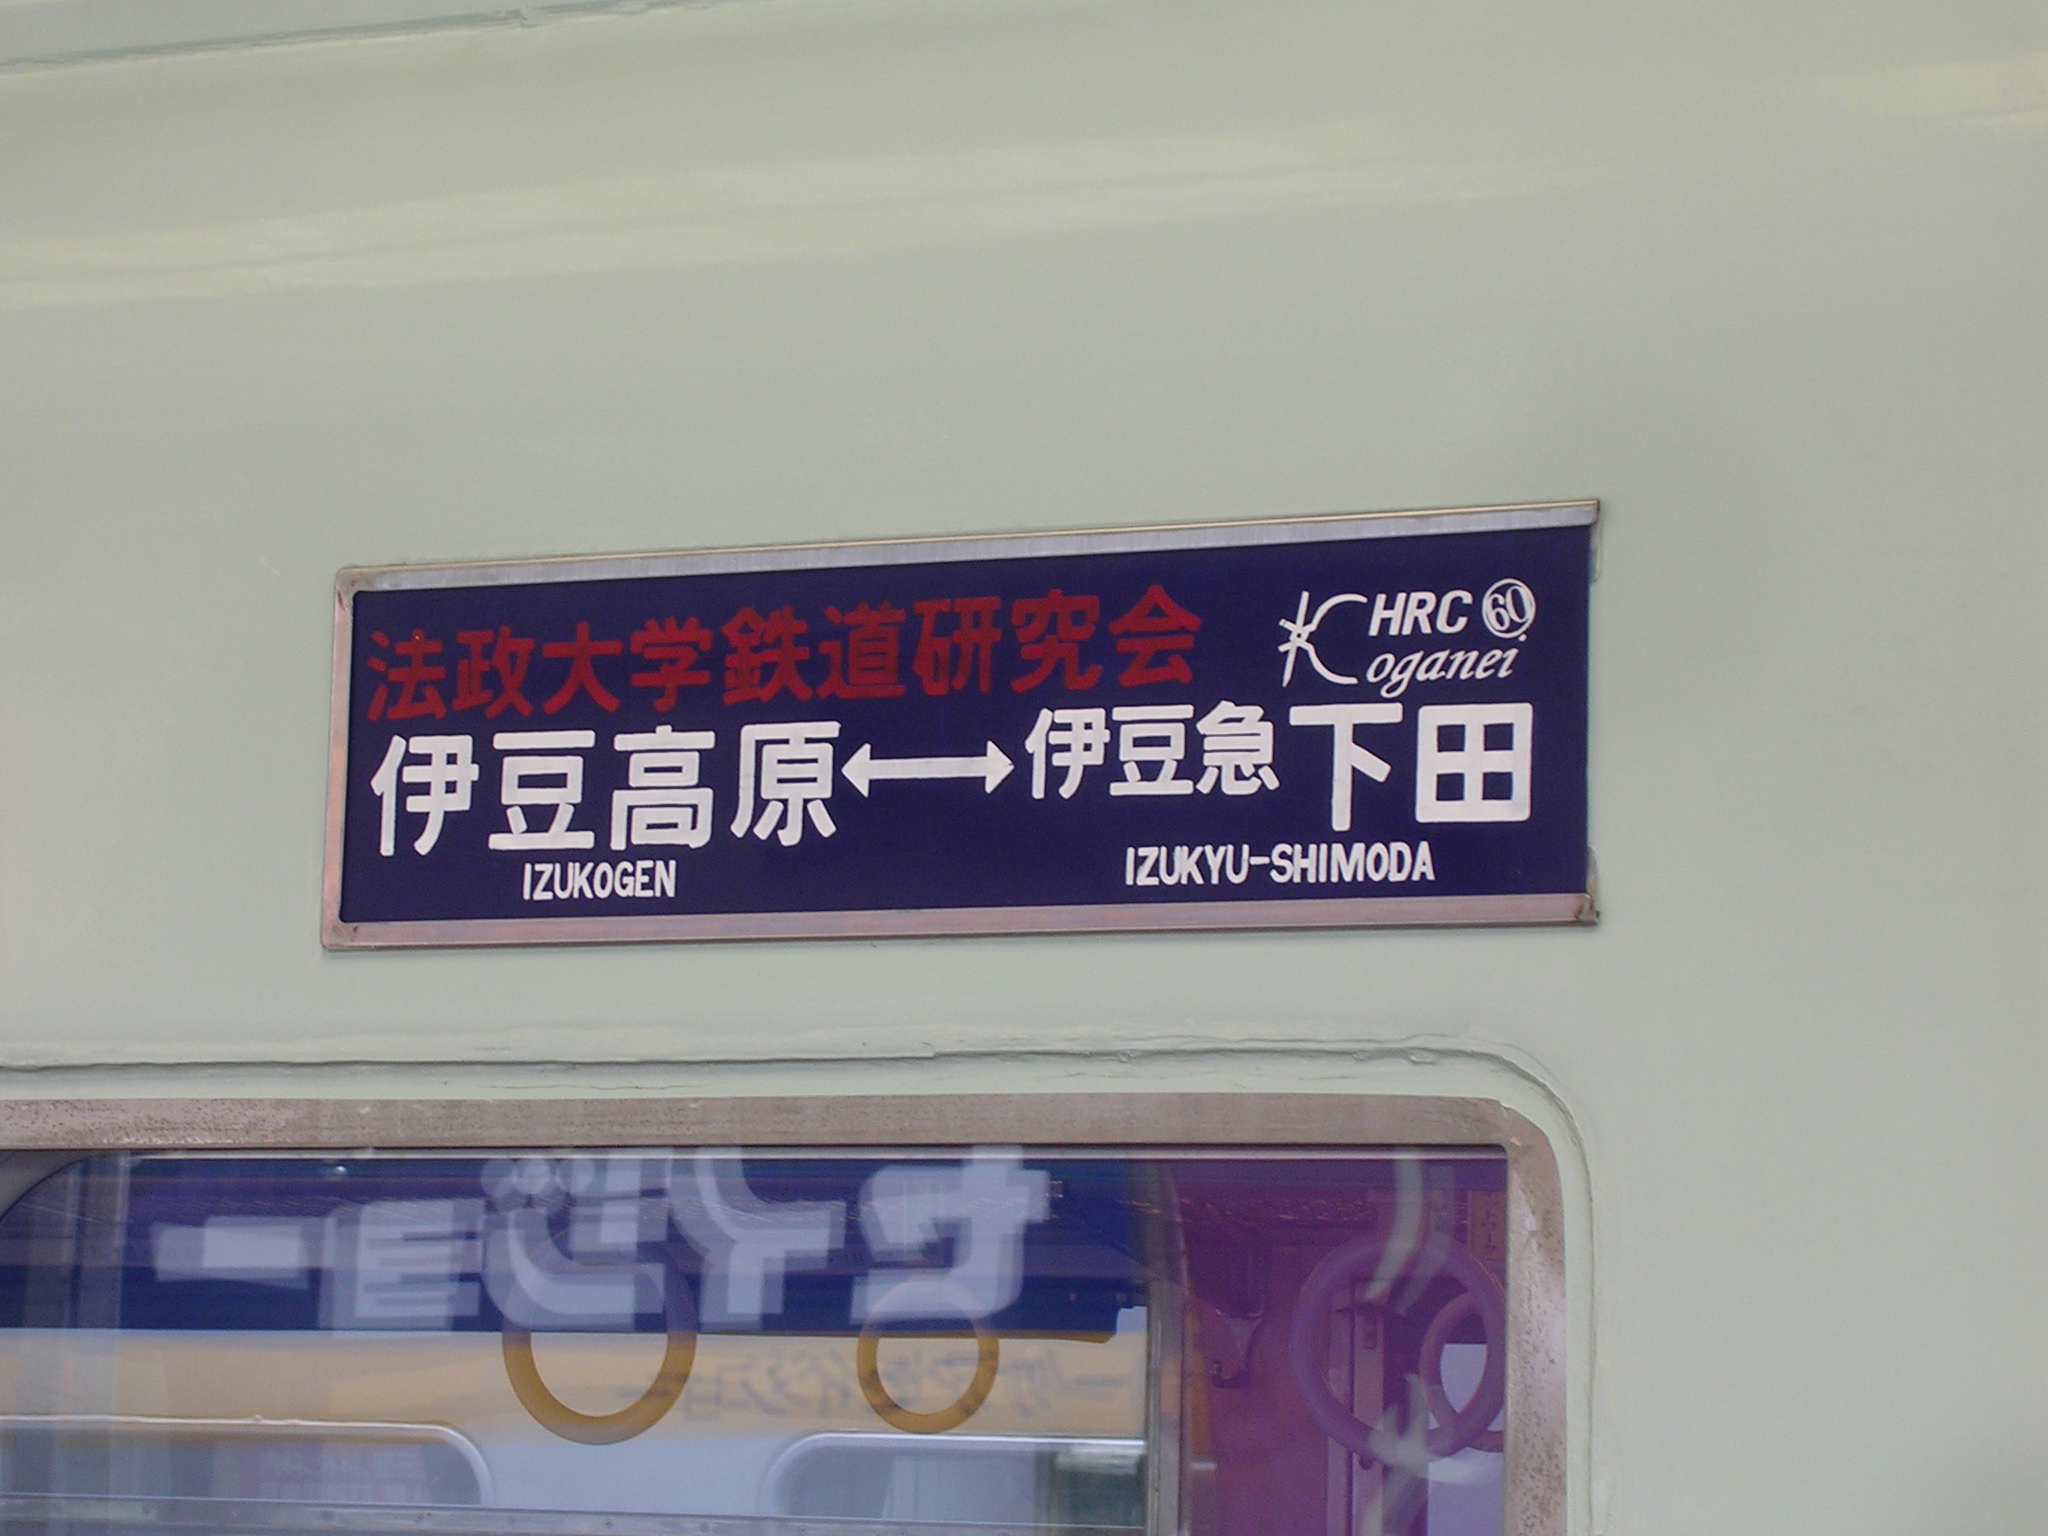 法政大学鉄道研究会
HRC 60
Koganei
伊豆高原↔伊豆急下田
IZUKOGEN
IZUKYU-SHIMODA